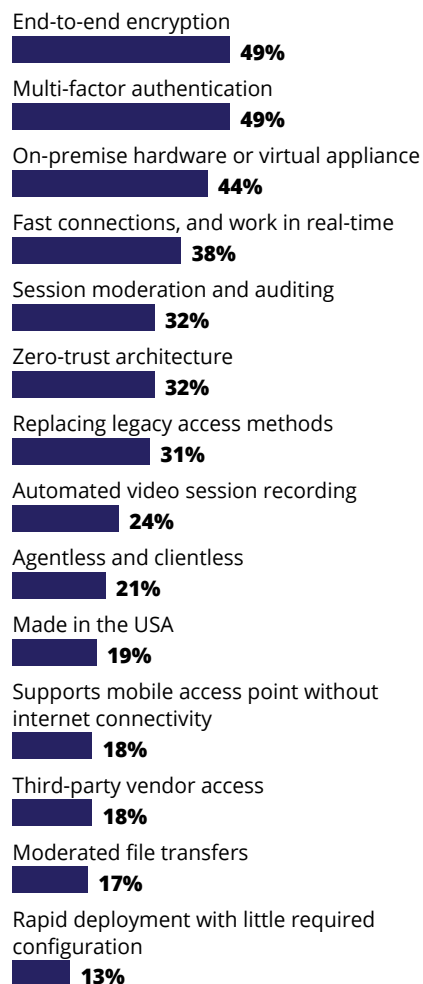 End-to-end encryption
49%
Multi-factor authentication
49%
On-premise hardware or virtual appliance
44%
Fast connections, and work in real-time
38%
Session moderation and auditing
32%
Zero-trust architecture
32%
Replacing legacy access methods
31%
Automated video session recording
24%
Agentless and clientless
21%
Made in the USA
19%
Supports mobile access point without
internet connectivity
18%
Third-party vendor access
18%
Moderated file transfers
17%
Rapid deployment with little required
configuration
13%